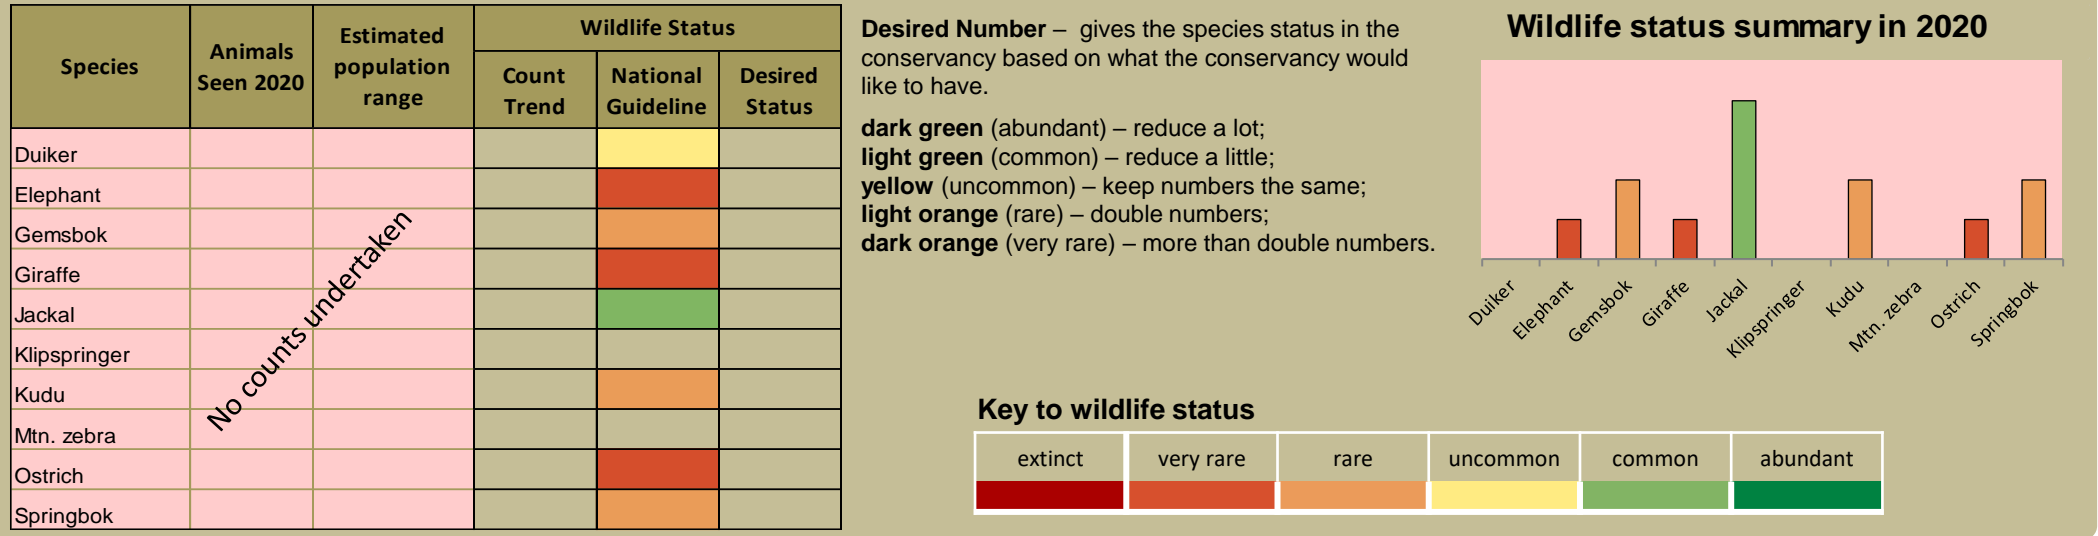 Species
Animals
Seen 2020
Estimated
population
range
Wildlife Status
Count
Trend
National
Guideline
Desired
Status
Duiker
Elephant
Gemsbok
Giraffe
Jackal
Klipspringer
Kudu
Mtn. zebra
Ostrich
Springbok
No counts undertaken
Desired Number – gives the species status in the
conservancy based on what the conservancy would
like to have.
dark green (abundant) – reduce a lot;
light green (common) – reduce a little;
yellow (uncommon) – keep numbers the same;
light orange (rare) – double numbers;
dark orange (very rare) – more than double numbers.
Wildlife status summary in 2020
Duiker
Elephant
Gemsbok
Giraffe
Jackal
Klipspringer
Kudu
Mtn. zebra
Ostrich
Springbok
Key to wildlife status
extinct
very rare
rare
uncommon
common
abundant